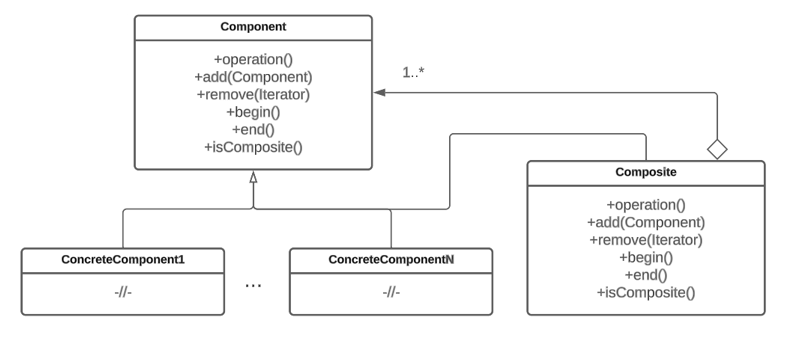 Component
+operation()
+add(Component)
+remove(Iterator)
+begin()
+end()
+isComposite()
1..*
Composite
+operation()
+add(Component)
+remove(Iterator)
+begin()
+end()
+isComposite()
ConcreteComponent1
-//-
...
ConcreteComponentN
-//-